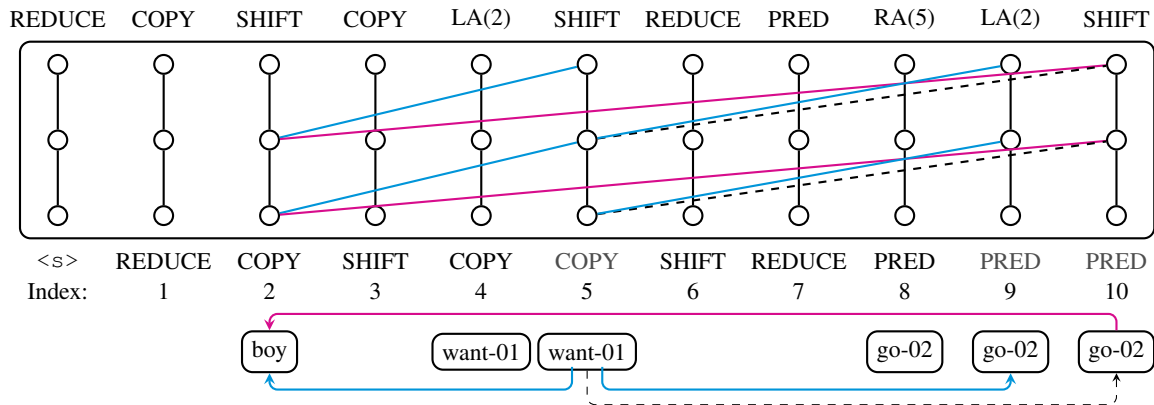 REDUCE COPY SHIFT COPY LA(2) SHIFT REDUCE PRED RA(5) LA(2) SHIFT
<s> REDUCE COPY SHIFT COPY COPY SHIFT REDUCE PRED PRED PRED
Index: 1 2 3 4 5 6 7 8 9 10
boy want-01 want-01 go-02 go-02 go-02